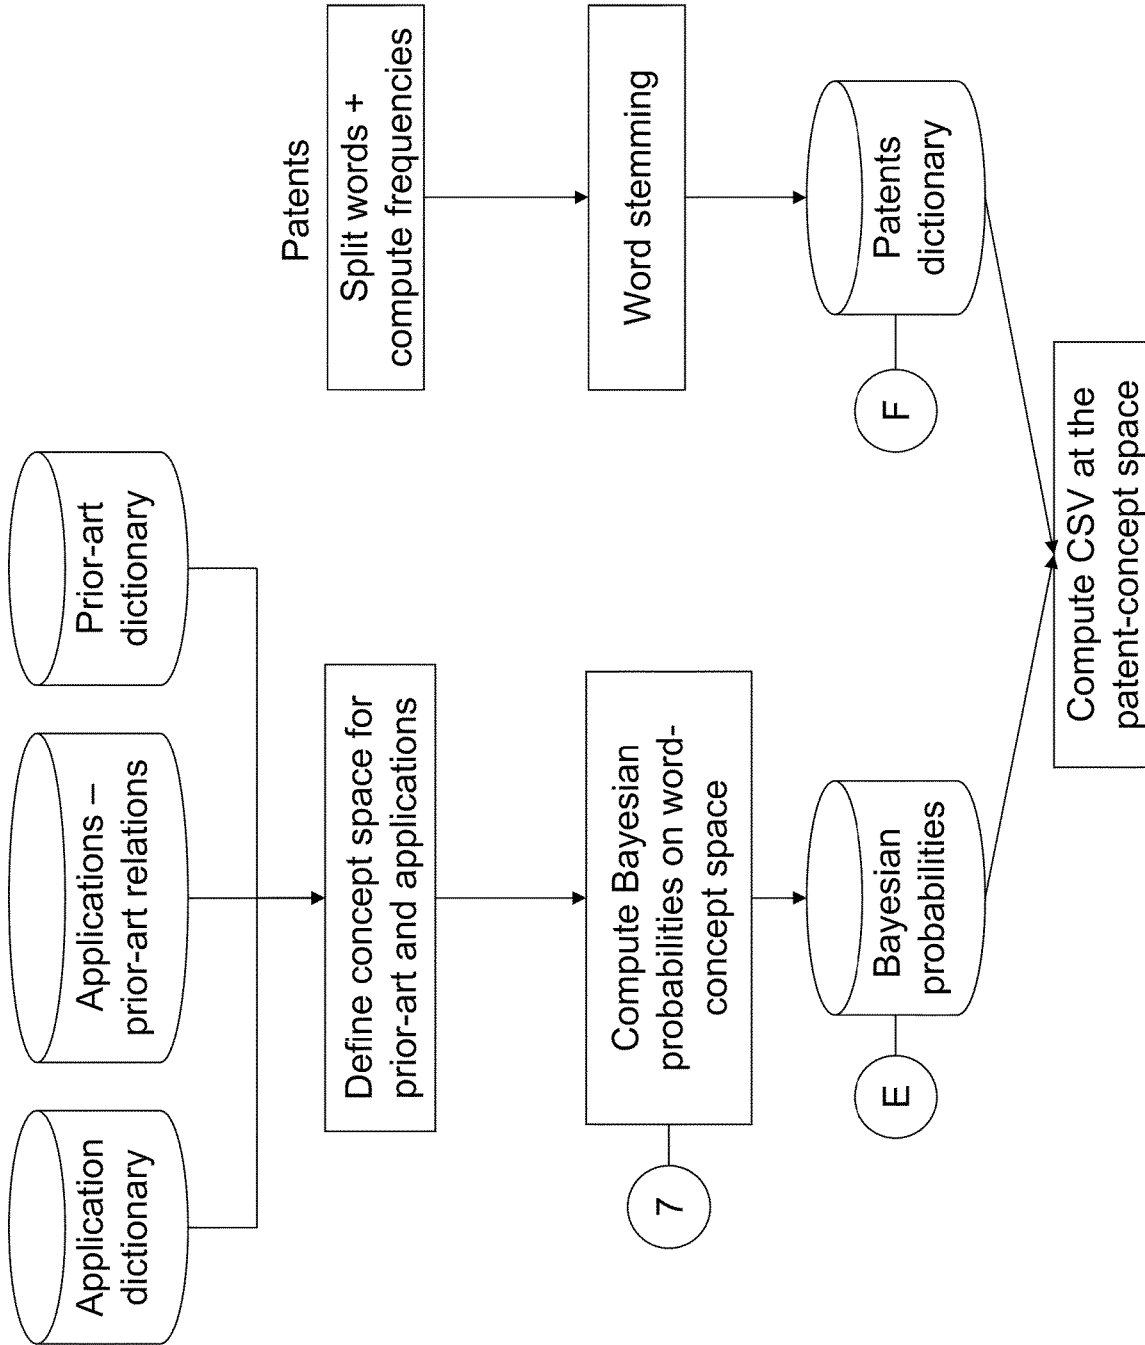 Application
dictionary
Applications –
prior-art relations
Prior-art
dictionary
Define concept space for
prior-art and applications
Patents
Split words +
compute frequencies
7
Compute Bayesian
probabilities on word-
concept space
Word stemming
E
Bayesian
probabilities
F
Patents
dictionary
Compute CSV at the
patent-concept space